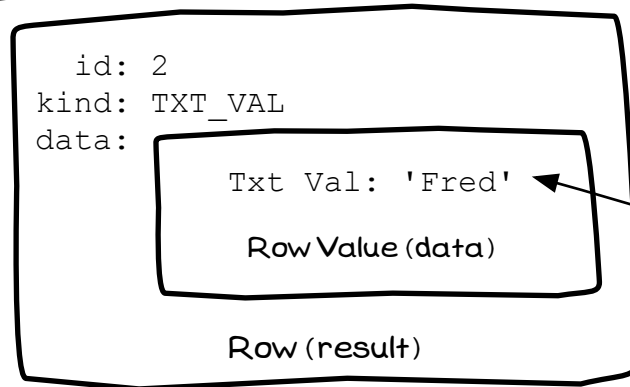 id: 2
kind: TXT_VAL
data:
Txt Val: 'Fred'
Row Value (data)
Row (result)